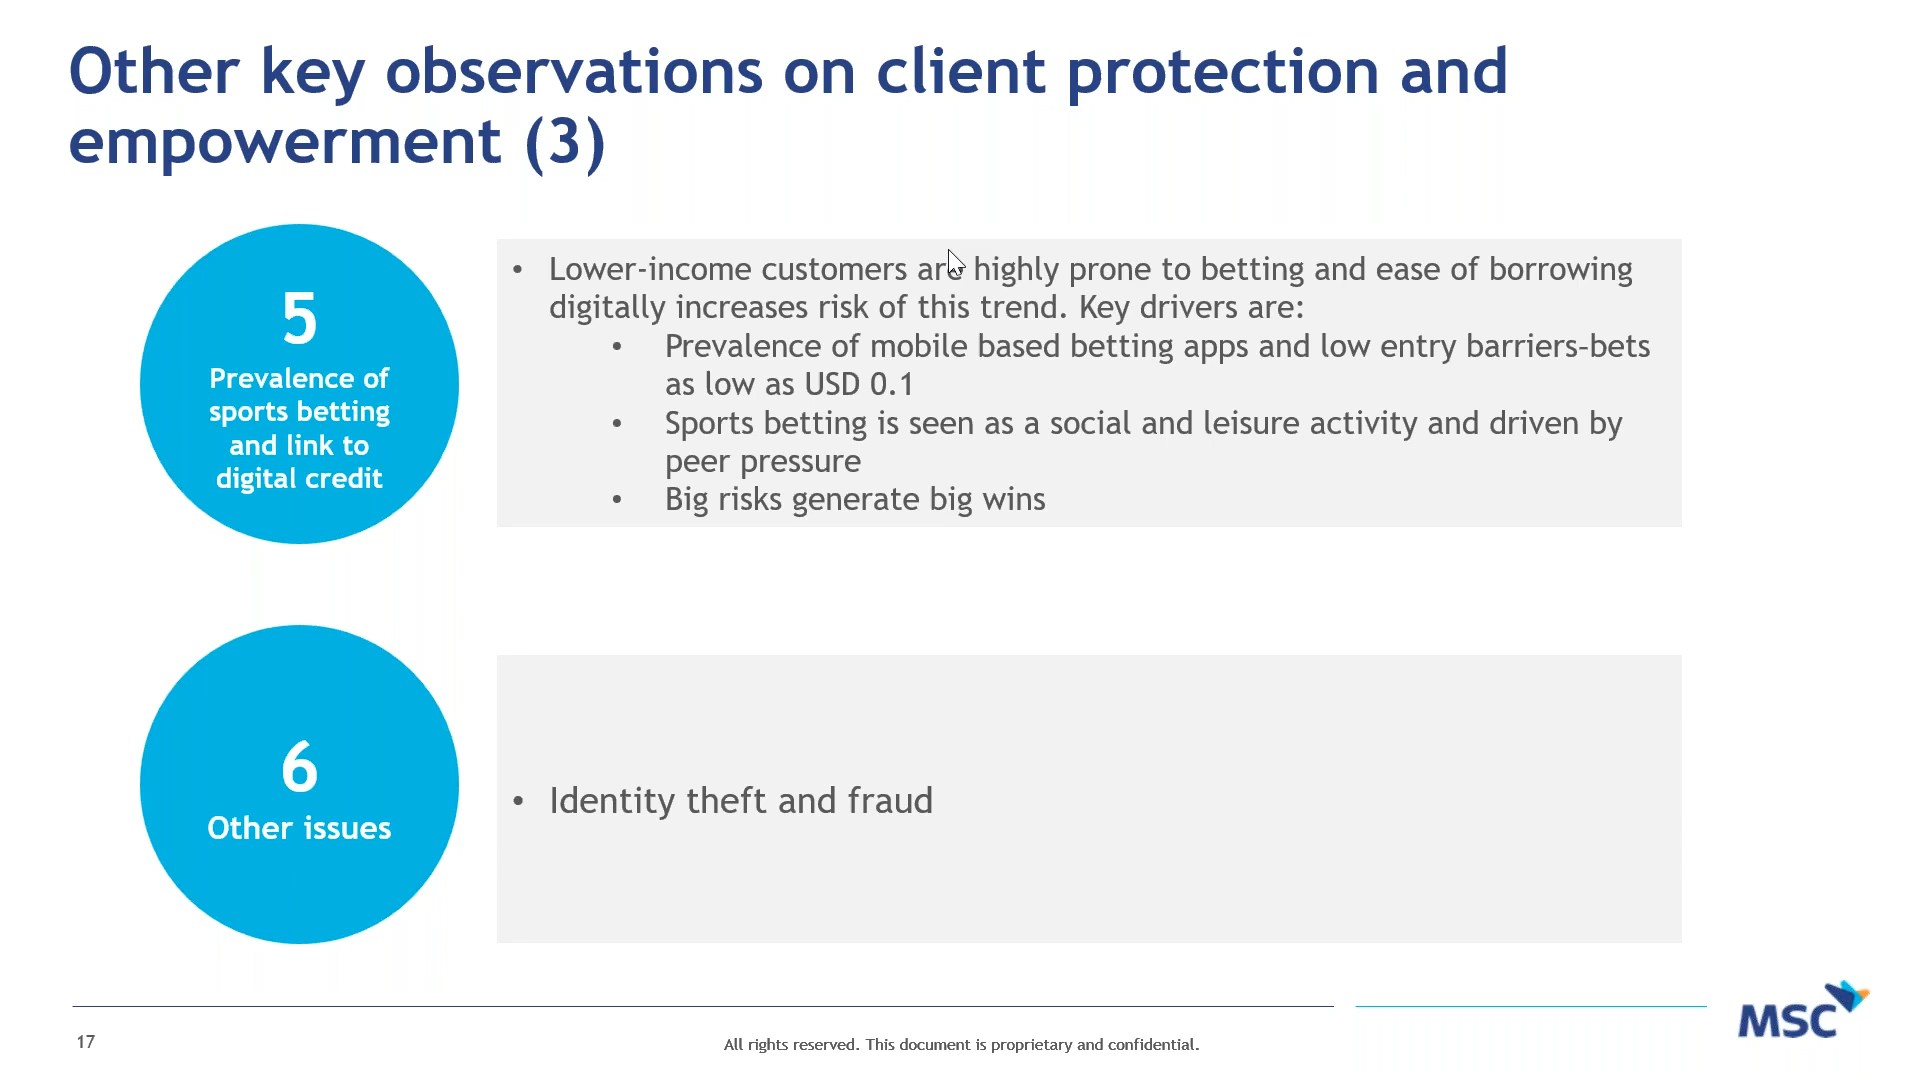 Other key observations on client protection and
empowerment (3)
5
Prevalence of
sports betting
and link to
digital credit
• Lower-income customers are highly prone to betting and ease of borrowing
digitally increases risk of this trend. Key drivers are:
• Prevalence of mobile based betting apps and low entry barriers-bets
as low as USD 0.1
• Sports betting is seen as a social and leisure activity and driven by
peer pressure
• Big risks generate big wins
6
Other issues
• Identity theft and fraud
17
All rights reserved. This document is proprietary and confidential.
MSC